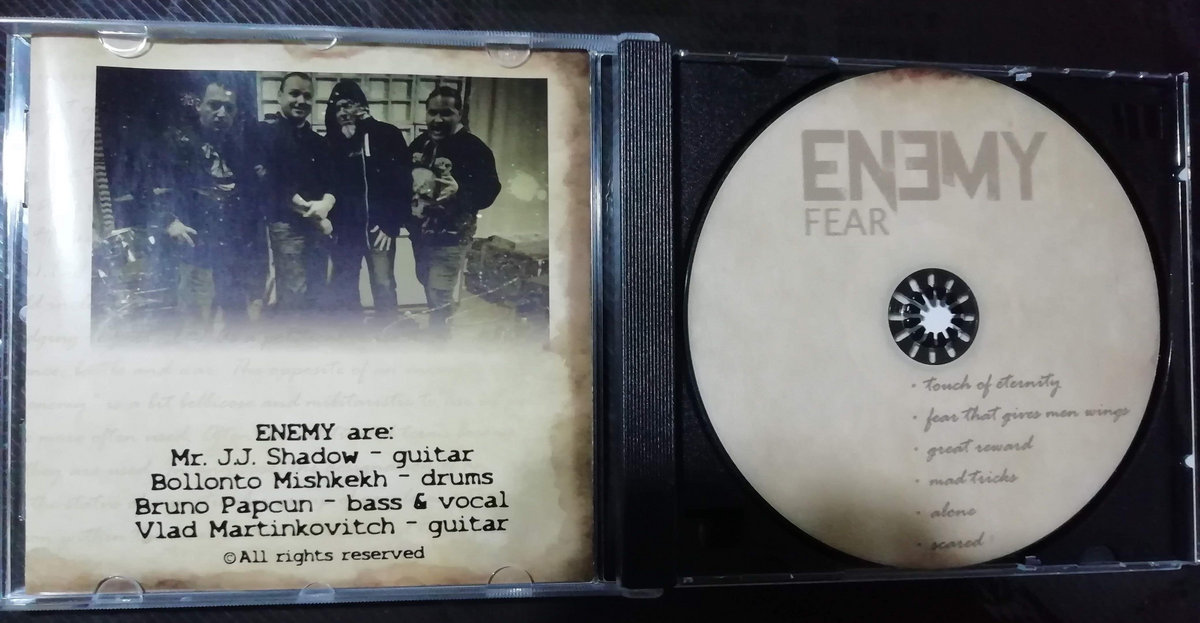 ENEMY are:
Mr. J.J. Shadow - guitar
Bollonto Mishkekh - drums
Bruno Papcun - bass & vocal
Vlad Martinkovitch - guitar
©All rights reserved
ENƎMY
FEAR
• touch of eternity
• fear that gives men wings
• great reward
• mad tricks
• alone
• scared